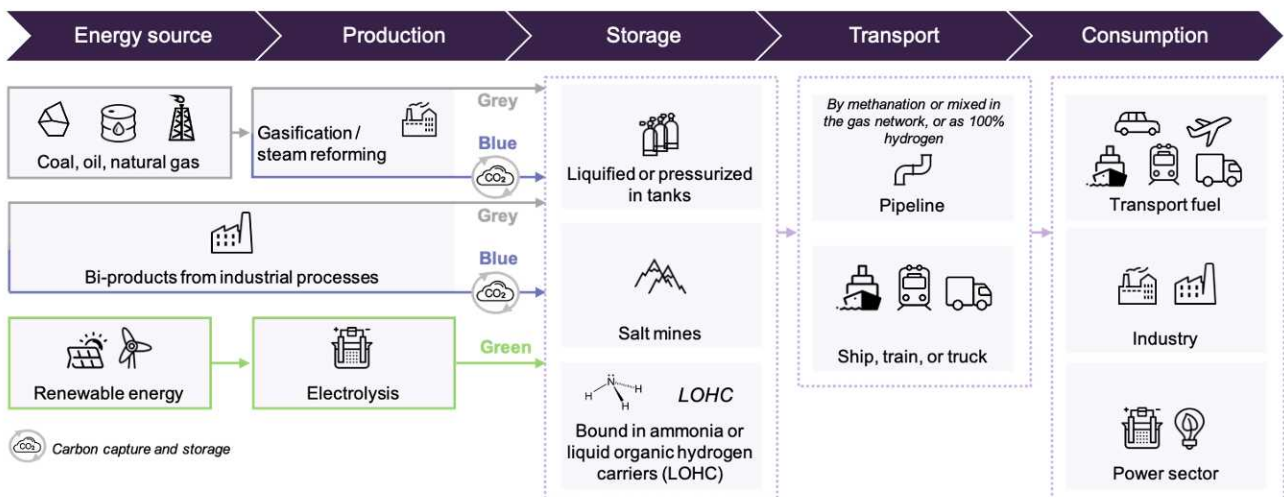 Energy source
Production
Storage
Transport
Consumption
Coal, oil, natural gas
Gasification /
steam reforming
Grey
Blue
CO₂
Bi-products from industrial processes
Grey
Blue
CO₂
Renewable energy
Electrolysis
Green
CO₂
Carbon capture and storage
Liquified or pressurized
in tanks
Salt mines
H
N
H
H
LOHC
Bound in ammonia or
liquid organic hydrogen
carriers (LOHC)
By methanation or mixed in
the gas network, or as 100%
hydrogen
Pipeline
Ship, train, or truck
Transport fuel
Industry
Power sector